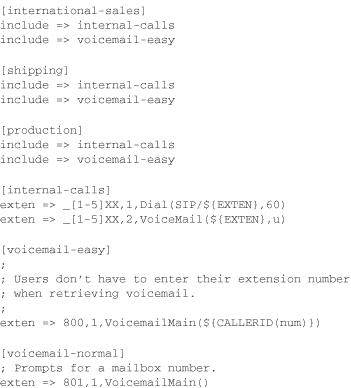 [international-sales]
include => internal-calls
include => voicemail-easy

[shipping]
include => internal-calls
include => voicemail-easy

[production]
include => internal-calls
include => voicemail-easy

[internal-calls]
exten => _[1-5]XX,1,Dial(SIP/${EXTEN},60)
exten => _[1-5]XX,2,VoiceMail(${EXTEN},u)

[voicemail-easy]
;
; Users don't have to enter their extension number
; when retrieving voicemail.
;
exten => 800,1,VoicemailMain(${CALLERID(num)})

[voicemail-normal]
; Prompts for a mailbox number.
exten => 801,1,VoicemailMain()